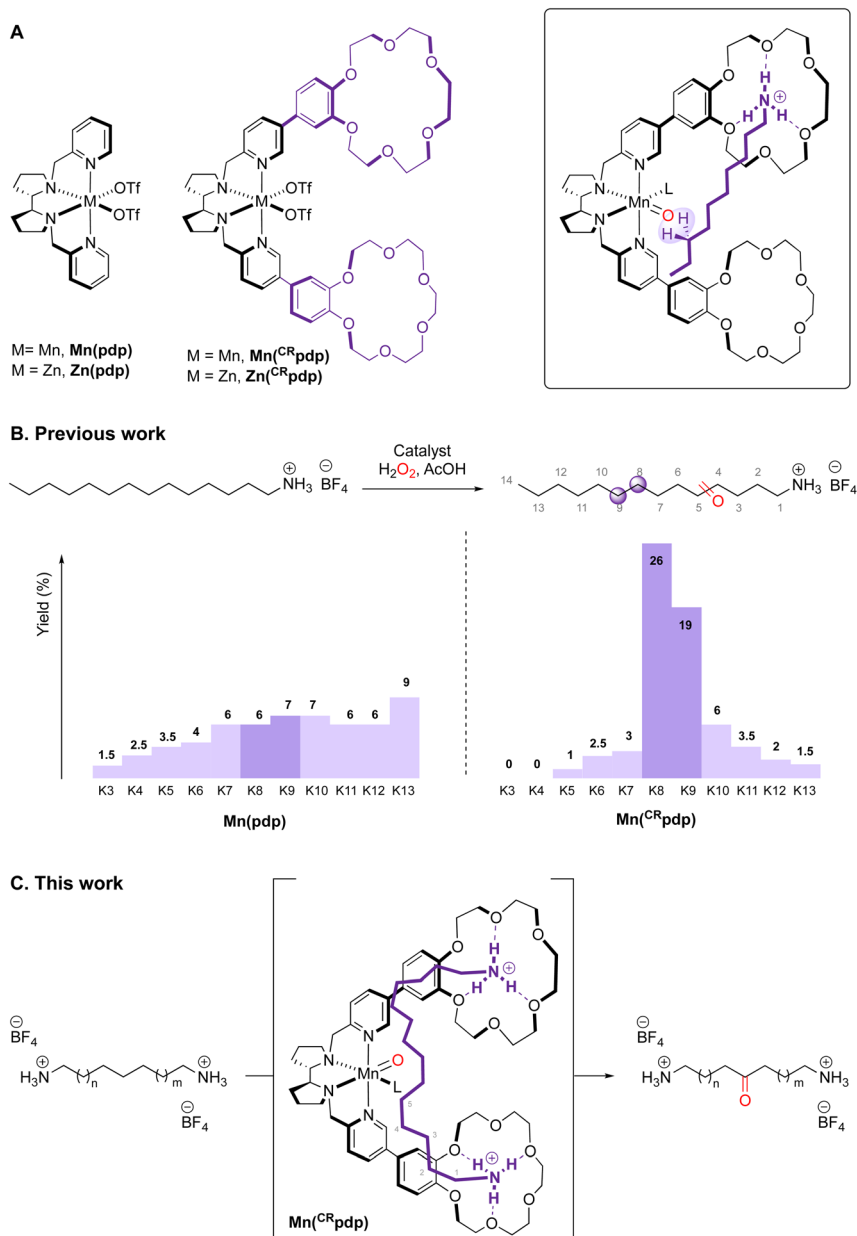 A
O
O
O
O
O
O
N
N
N
N
M
OTf
OTf
N
N
N
N
M
OTf
OTf
O
O
O
O
O
O
M= Mn, Mn(pdp)
M = Zn, Zn(pdp)
M = Mn, Mn(CRpdp)
M = Zn, Zn(CRpdp)
O
O
O
O
O
O
H
N
⊕
H
H
N
N
N
N
Mn
L
O
H
H
O
O
O
O
O
O
B. Previous work
⊕
NH3
⊖
BF4
Catalyst
H2O2, AcOH
14
13
12
11
10
9
8
7
6
5
4
3
2
1
O
⊕
NH3
⊖
BF4
Yield (%)
1.5
2.5
3.5
4
6
6
7
7
6
6
9
K3 K4 K5 K6 K7 K8 K9 K10 K11 K12 K13
Mn(pdp)
0
0
1
2.5
3
26
19
6
3.5
2
1.5
K3 K4 K5 K6 K7 K8 K9 K10 K11 K12 K13
Mn(CRpdp)
C. This work
⊖
BF4
⊕
H3N
n
m
⊕
NH3
⊖
BF4
O
O
O
O
O
O
H
N
⊕
H
H
N
N
N
N
Mn
O
L
5
4
3
2
1
O
O
O
O
O
O
H
⊕
H
N
H
Mn(CRpdp)
⊖
BF4
⊕
H3N
n
O
m
⊕
NH3
⊖
BF4